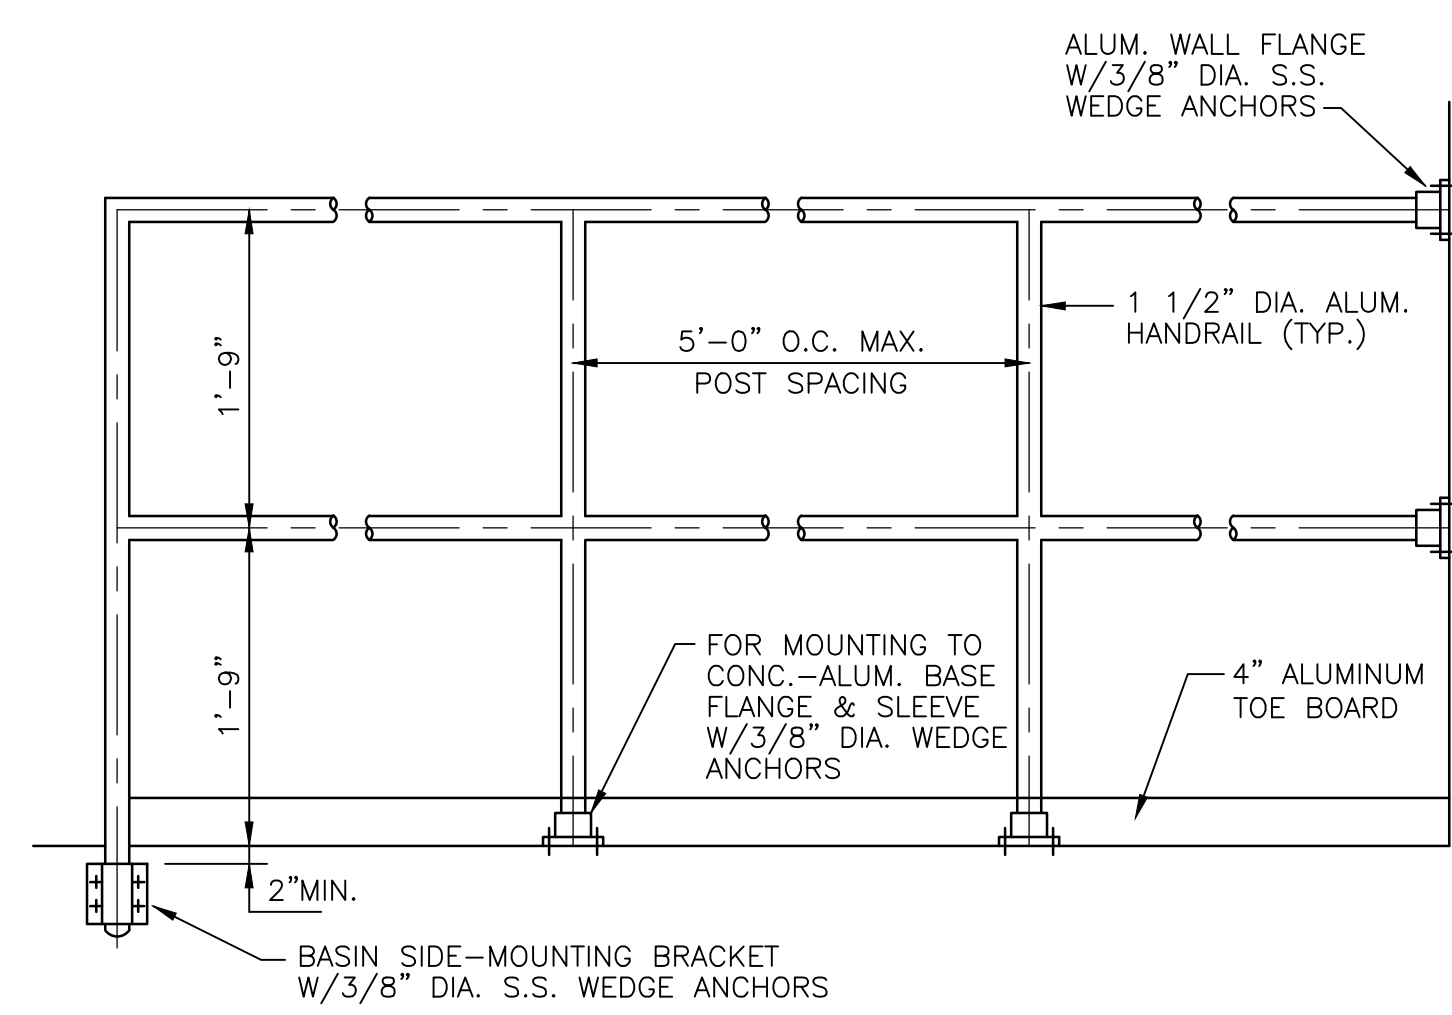 ALUM. WALL FLANGE
W/3/8" DIA. S.S.
WEDGE ANCHORS
1 1/2" DIA. ALUM.
HANDRAIL (TYP.)
5'-0" O.C. MAX.
POST SPACING
1'-9"
1'-9"
FOR MOUNTING TO
CONC.-ALUM. BASE
FLANGE & SLEEVE
W/3/8" DIA. WEDGE
ANCHORS
4" ALUMINUM
TOE BOARD
2"MIN.
BASIN SIDE-MOUNTING BRACKET
W/3/8" DIA. S.S. WEDGE ANCHORS